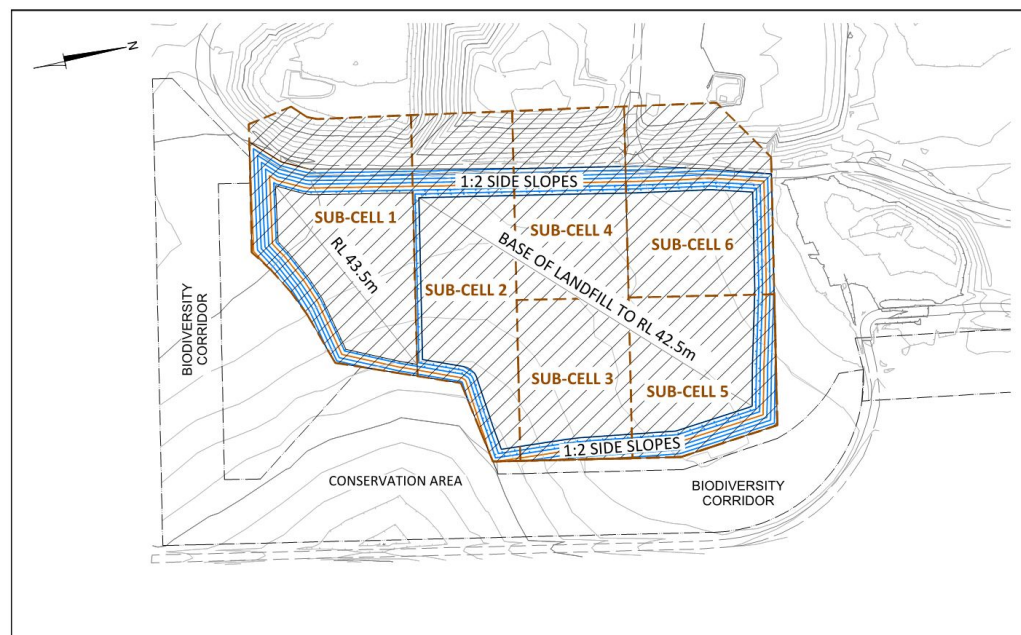 N
1:2 SIDE SLOPES
SUB-CELL 1
SUB-CELL 4
SUB-CELL 6
RL 43.5m
BASE OF LANDFILL TO RL 42.5m
SUB-CELL 2
BIODIVERSITY
CORRIDOR
SUB-CELL 3
SUB-CELL 5
1:2 SIDE SLOPES
CONSERVATION AREA
BIODIVERSITY
CORRIDOR